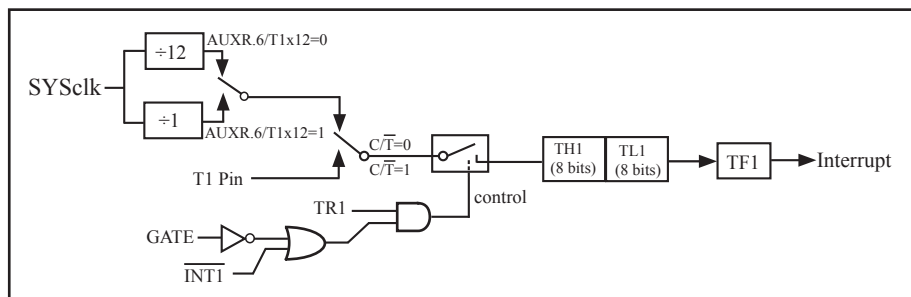 ÷12
AUXR.6/T1x12=0
SYSclk
÷1
AUXR.6/T1x12=1
C/T̅=0
C/T̅=1
T1 Pin
TH1
(8 bits)
TL1
(8 bits)
TF1
Interrupt
control
TR1
GATE
I̅N̅T̅1̅